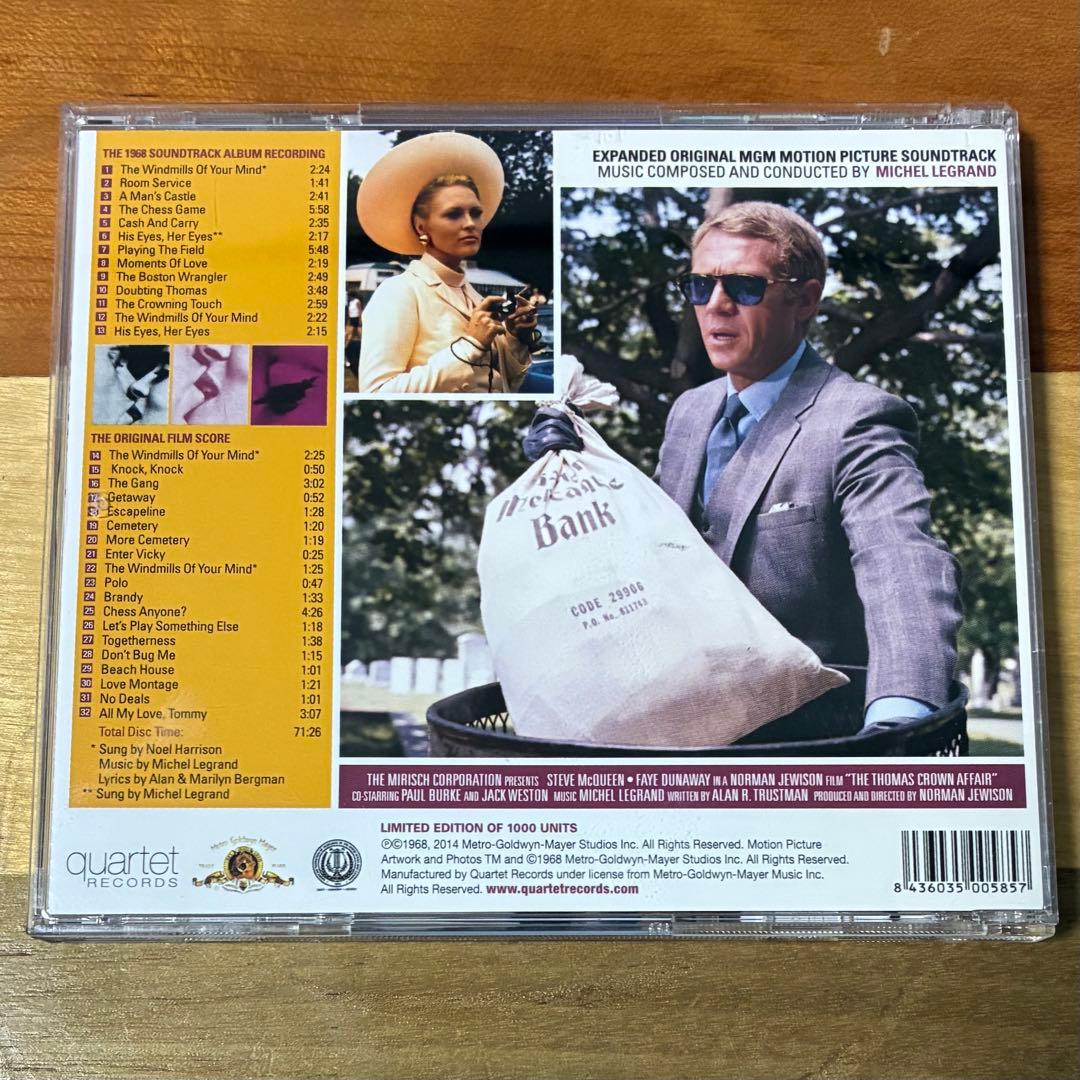 THE 1968 SOUNDTRACK ALBUM RECORDING
1 The Windmills Of Your Mind* 2:24
2 Room Service 1:41
3 A Man's Castle 2:41
4 The Chess Game 5:58
5 Cash And Carry 2:35
6 His Eyes, Her Eyes** 2:17
7 Playing The Field 5:48
8 Moments Of Love 2:19
9 The Boston Wrangler 2:49
10 Doubting Thomas 3:48
11 The Crowning Touch 2:59
12 The Windmills Of Your Mind 2:22
13 His Eyes, Her Eyes 2:15
THE ORIGINAL FILM SCORE
14 The Windmills Of Your Mind* 2:25
15 Knock, Knock 0:50
16 The Gang 3:02
17 Getaway 0:52
18 Escapeline 1:28
19 Cemetery 1:20
20 More Cemetery 1:19
21 Enter Vicky 0:25
22 The Windmills Of Your Mind* 1:25
23 Polo 0:47
24 Brandy 1:33
25 Chess Anyone? 4:26
26 Let's Play Something Else 1:18
27 Togetherness 1:38
28 Don't Bug Me 1:15
29 Beach House 1:01
30 Love Montage 1:21
31 No Deals 1:01
32 All My Love, Tommy 3:07
Total Disc Time: 71:26
* Sung by Noel Harrison
Music by Michel Legrand
Lyrics by Alan & Marilyn Bergman
** Sung by Michel Legrand
EXPANDED ORIGINAL MGM MOTION PICTURE SOUNDTRACK
MUSIC COMPOSED AND CONDUCTED BY MICHEL LEGRAND
Bank
CODE 29906
P.O. No. 611743
THE MIRISCH CORPORATION PRESENTS STEVE McQUEEN • FAYE DUNAWAY IN A NORMAN JEWISON FILM "THE THOMAS CROWN AFFAIR"
CO-STARRING PAUL BURKE AND JACK WESTON MUSIC MICHEL LEGRAND WRITTEN BY ALAN R. TRUSTMAN PRODUCED AND DIRECTED BY NORMAN JEWISON
quartet
RECORDS
Metro Goldwyn Mayer
TRADE MARK
LIMITED EDITION OF 1000 UNITS
℗©1968, 2014 Metro-Goldwyn-Mayer Studios Inc. All Rights Reserved. Motion Picture
Artwork and Photos TM and ©1968 Metro-Goldwyn-Mayer Studios Inc. All Rights Reserved.
Manufactured by Quartet Records under license from Metro-Goldwyn-Mayer Music Inc.
All Rights Reserved. www.quartetrecords.com
8 436035 005857